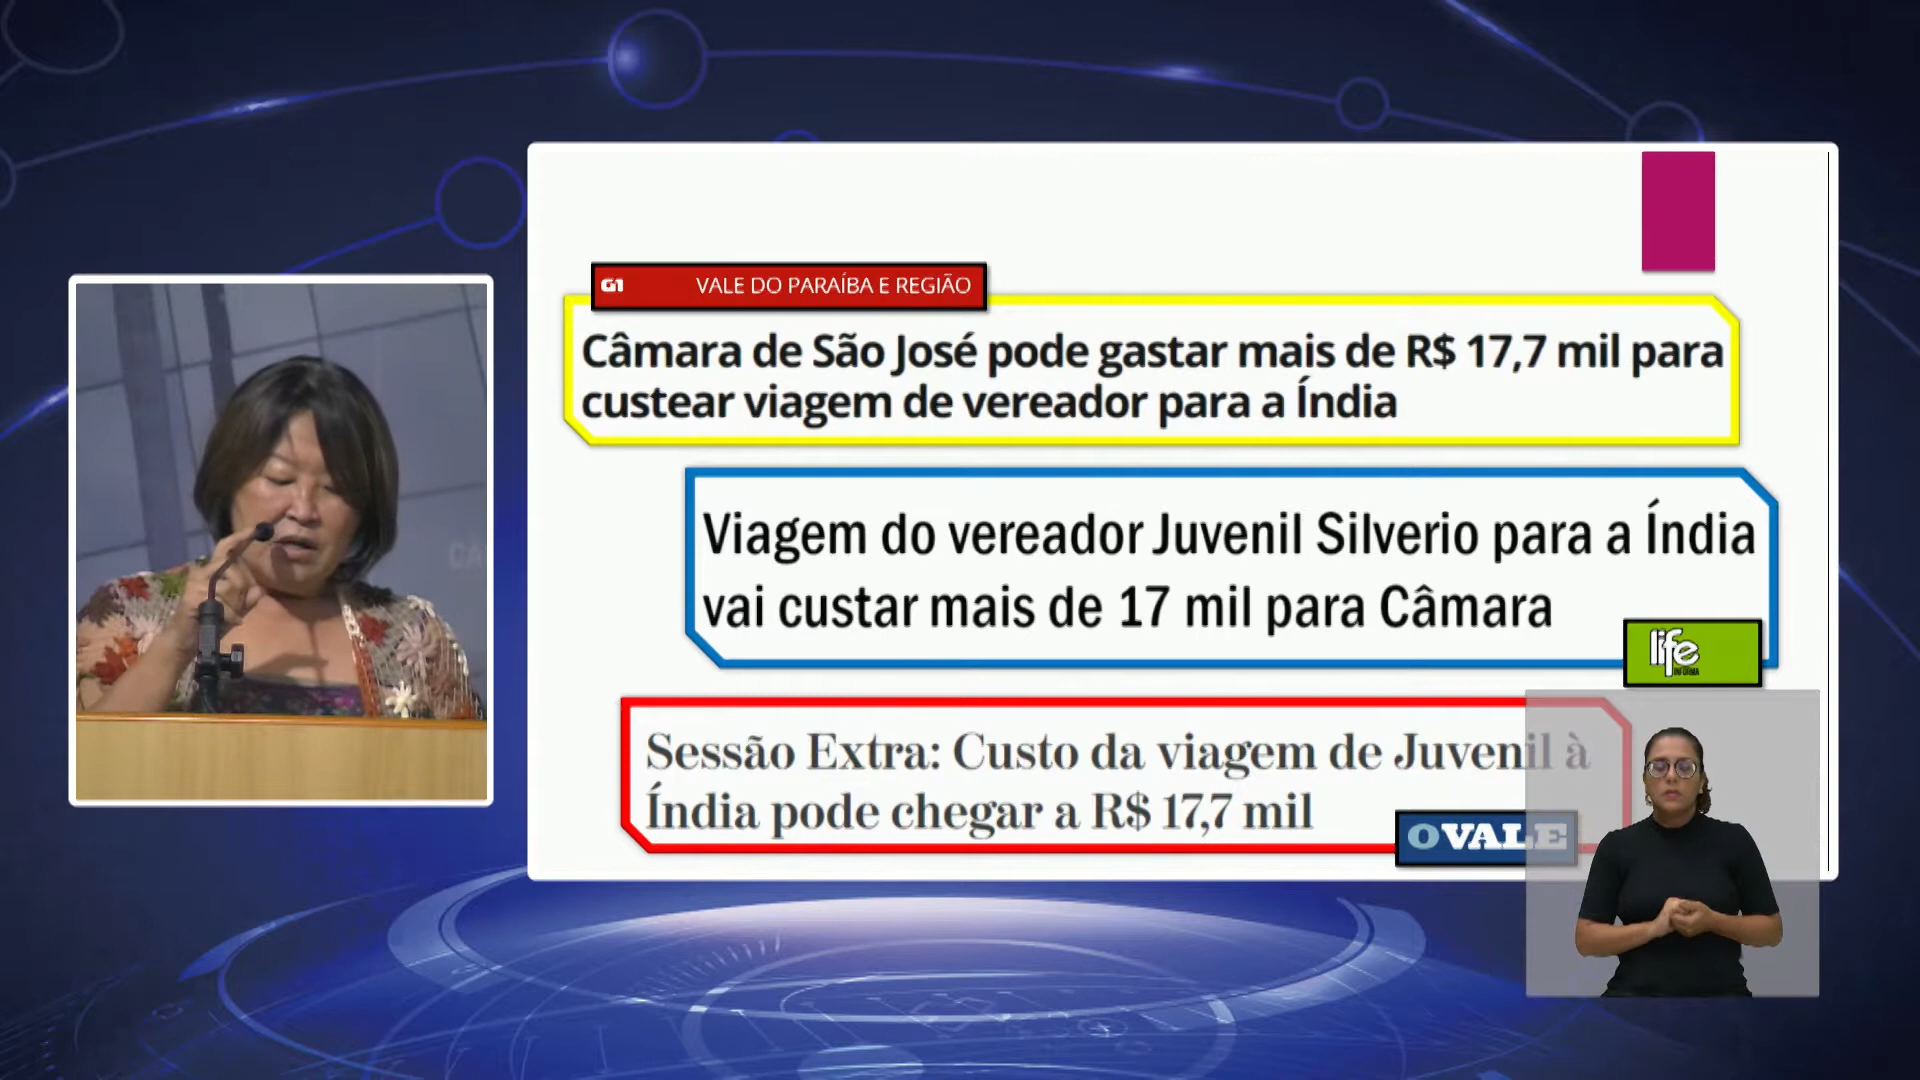 G1 VALE DO PARAÍBA E REGIÃO
Câmara de São José pode gastar mais de R$ 17,7 mil para
custear viagem de vereador para a Índia
Viagem do vereador Juvenil Silverio para a Índia
vai custar mais de 17 mil para Câmara
life
INFORMA
Sessão Extra: Custo da viagem de Juvenil à
Índia pode chegar a R$ 17,7 mil
OVALE
CA